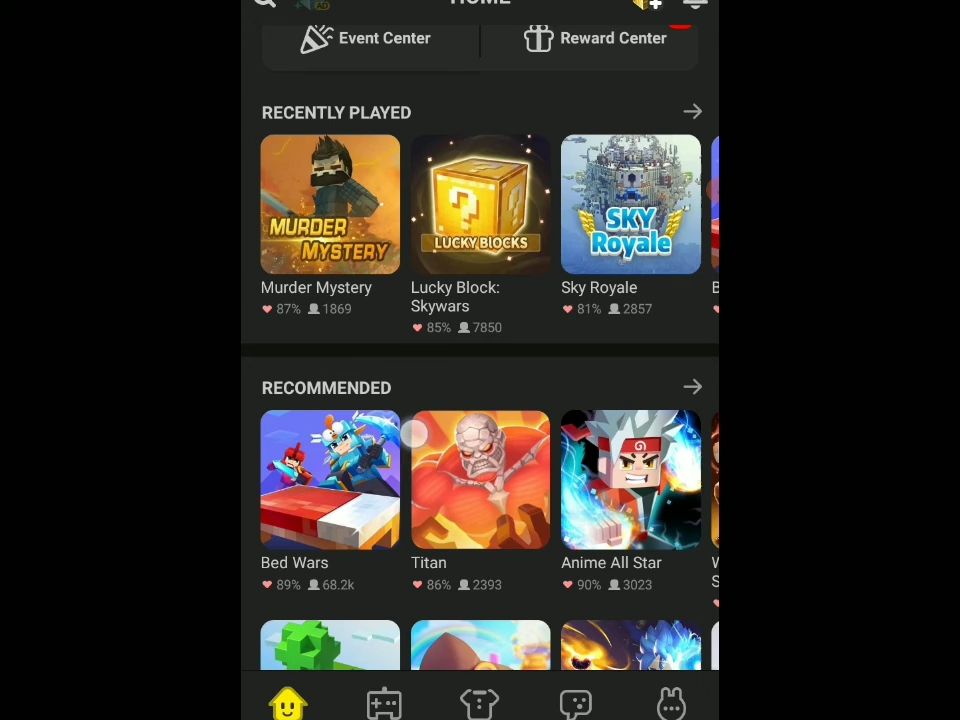 HOME
AD
Event Center
Reward Center
RECENTLY PLAYED
MURDER
MYSTERY
?
LUCKY BLOCKS
SKY
Royale
Murder Mystery
Lucky Block:
Skywars
Sky Royale
B
87% 1869
85% 7850
81% 2857
RECOMMENDED
Bed Wars
Titan
Anime All Star
W
S
89% 68.2k
86% 2393
90% 3023